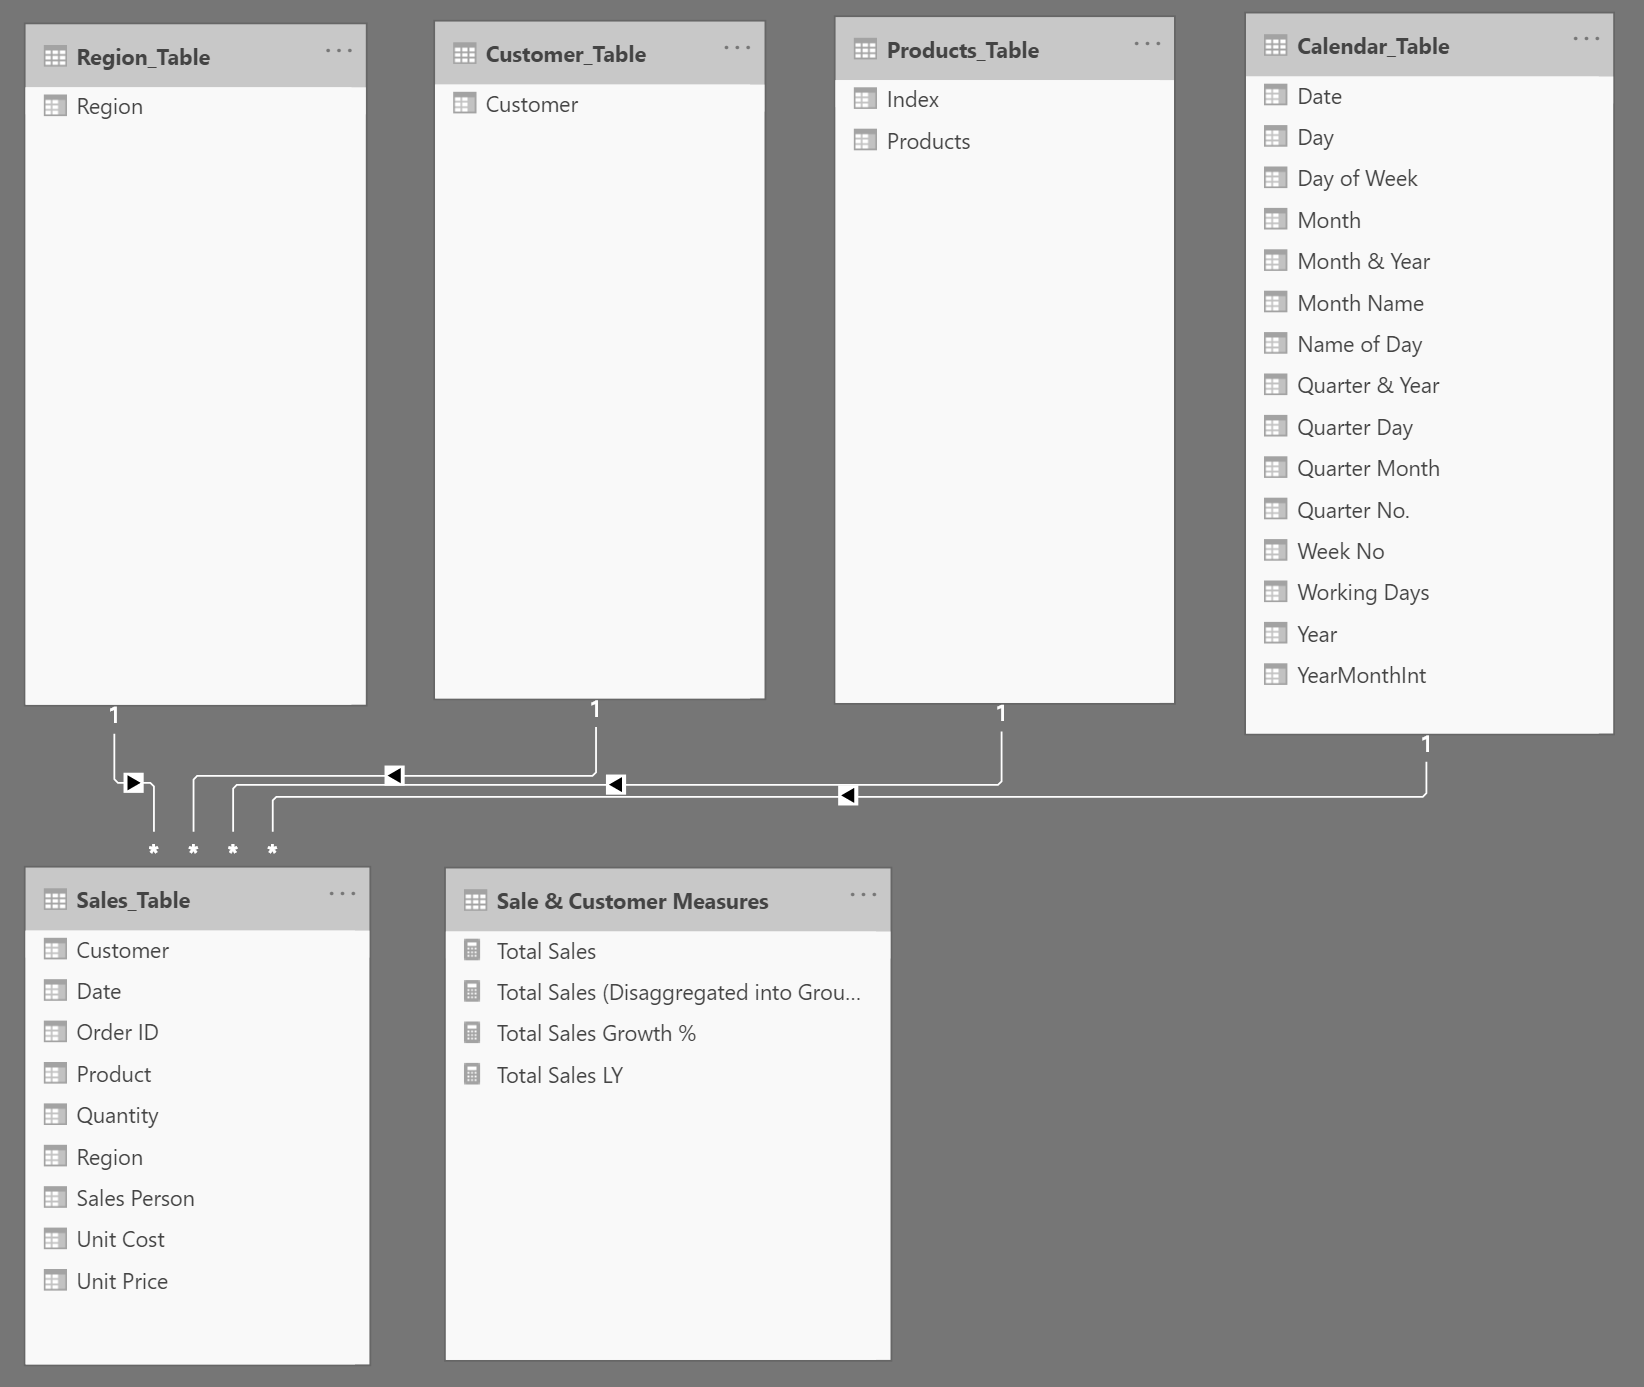 Region_Table
Region
Customer_Table
Customer
Products_Table
Index
Products
Calendar_Table
Date
Day
Day of Week
Month
Month & Year
Month Name
Name of Day
Quarter & Year
Quarter Day
Quarter Month
Quarter No.
Week No
Working Days
Year
YearMonthInt
1
1
1
1
*
*
*
*
Sales_Table
Customer
Date
Order ID
Product
Quantity
Region
Sales Person
Unit Cost
Unit Price
Sale & Customer Measures
Total Sales
Total Sales (Disaggregated into Grou...
Total Sales Growth %
Total Sales LY